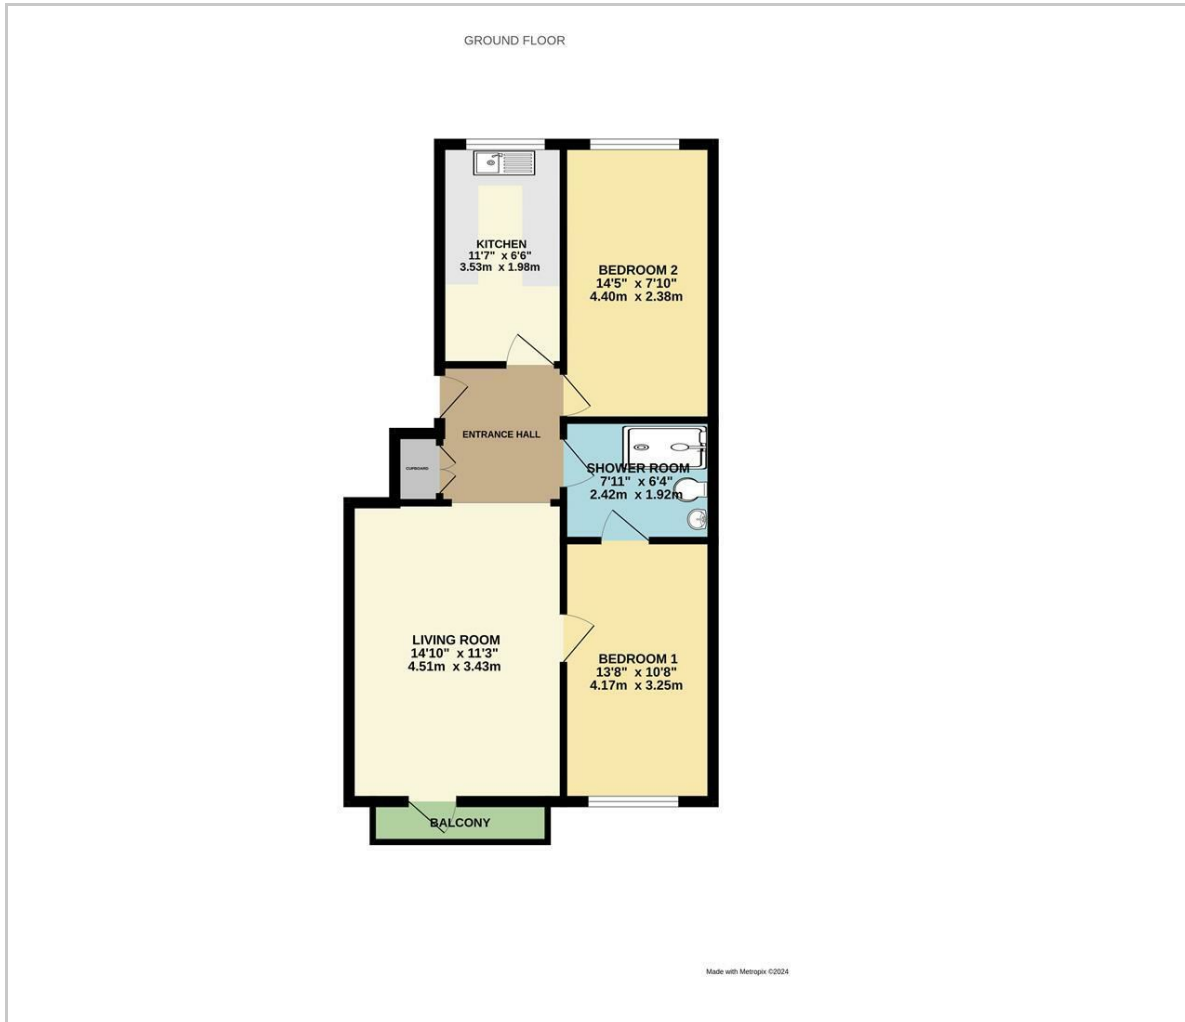 GROUND FLOOR
KITCHEN
11'7" x 6'6"
3.53m x 1.98m
BEDROOM 2
14'5" x 7'10"
4.40m x 2.38m
ENTRANCE HALL
CUPBOARD
SHOWER ROOM
7'11" x 6'4"
2.42m x 1.92m
LIVING ROOM
14'10" x 11'3"
4.51m x 3.43m
BEDROOM 1
13'8" x 10'8"
4.17m x 3.25m
BALCONY
Made with Metropix ©2024